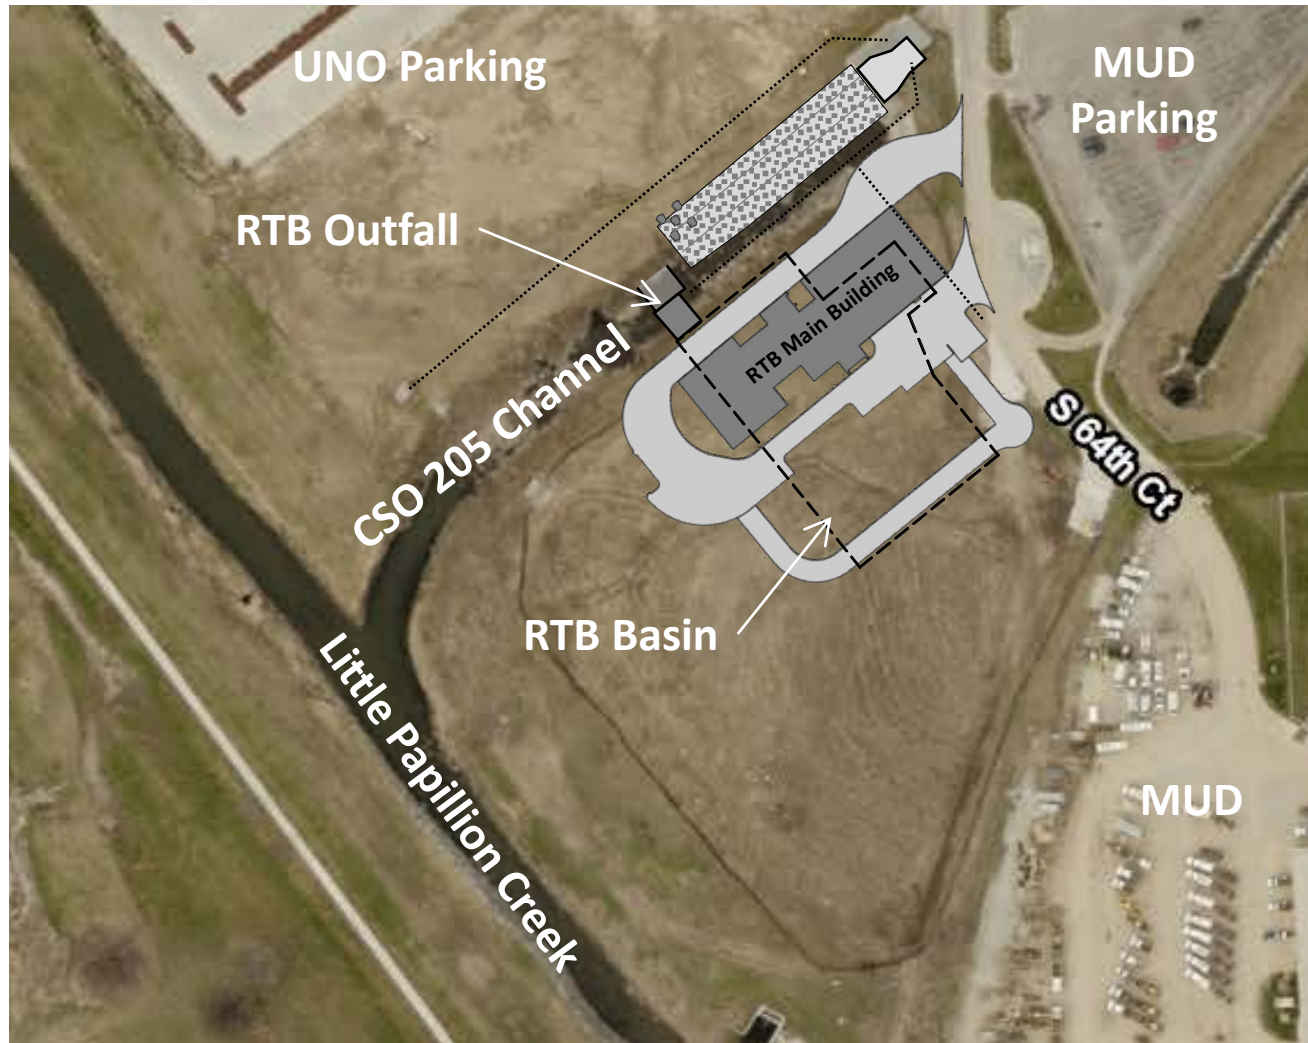 UNO Parking
MUD
Parking
RTB Outfall
RTB Main Building
CSO 205 Channel
S 64th Ct
RTB Basin
Little Papillion Creek
MUD